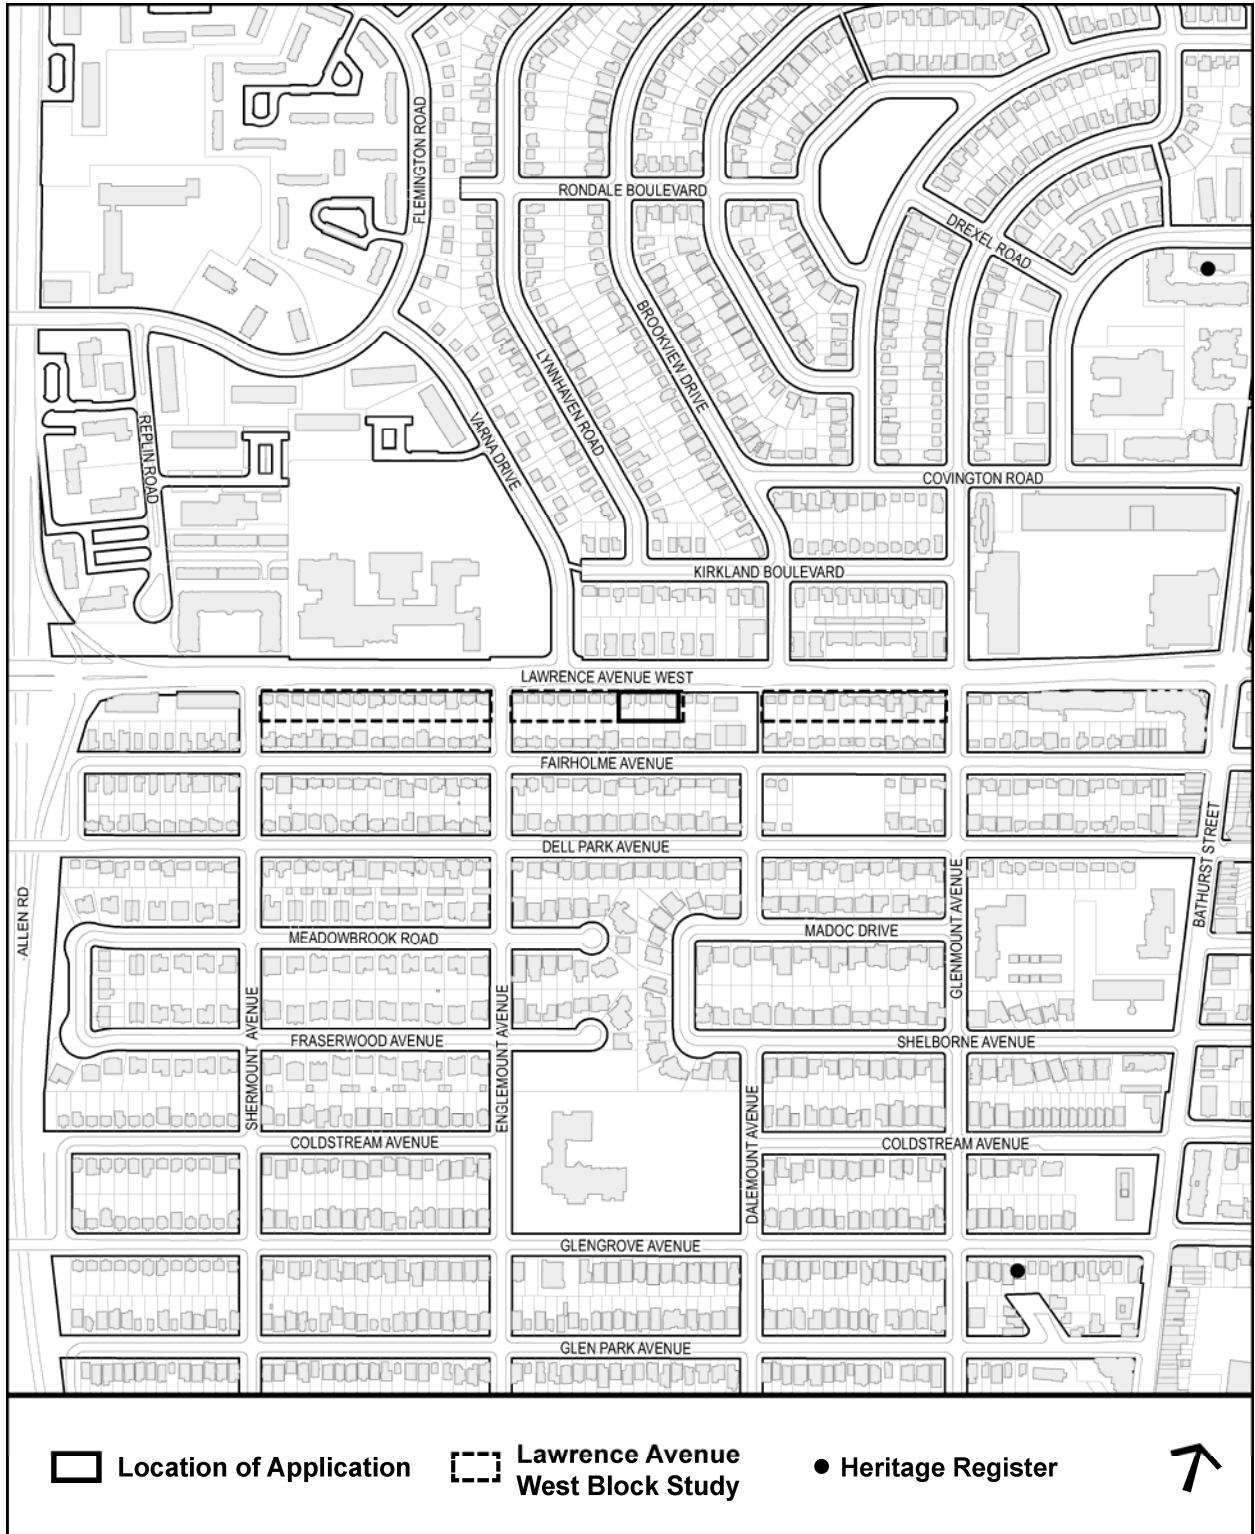 FLEMINGTON ROAD
RONDALE BOULEVARD
DREXEL ROAD
BROOKVIEW DRIVE
LYNNHAVEN ROAD
VARNA DRIVE
REPLIN ROAD
COVINGTON ROAD
KIRKLAND BOULEVARD
LAWRENCE AVENUE WEST
FAIRHOLME AVENUE
DELL PARK AVENUE
BATHURST STREET
ALLEN RD
GLENMOUNT AVENUE
MEADOWBROOK ROAD
MADOC DRIVE
SHERMOUNT AVENUE
ENGLEMOUNT AVENUE
FRASERWOOD AVENUE
SHELBORNE AVENUE
DALEMOUNT AVENUE
COLDSTREAM AVENUE
COLDSTREAM AVENUE
GLENGROVE AVENUE
GLEN PARK AVENUE
Location of Application
Lawrence Avenue
West Block Study
Heritage Register